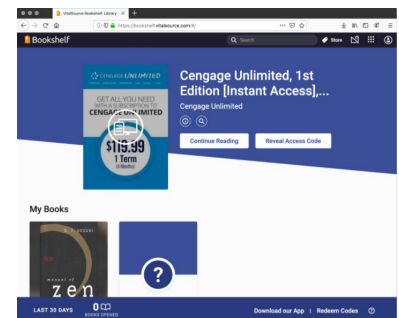 VitalSource Bookshelf Library
https://bookshelf.vitalsource.com/#/
Bookshelf
Search
Store
CENGAGE UNLIMITED
GET ALL YOU NEED
WITH A SUBSCRIPTION TO
CENGAGE UNLIMITED
$119.99
1 Term
(4-Months)
Cengage Unlimited, 1st
Edition [Instant Access],...
Cengage Unlimited
Continue Reading
Reveal Access Code
My Books
manual of
zen
?
LAST 30 DAYS
0
BOOKS OPENED
Download our App | Redeem Codes